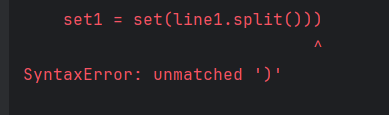 set1 = set(line1.split()))
^
SyntaxError: unmatched ')'